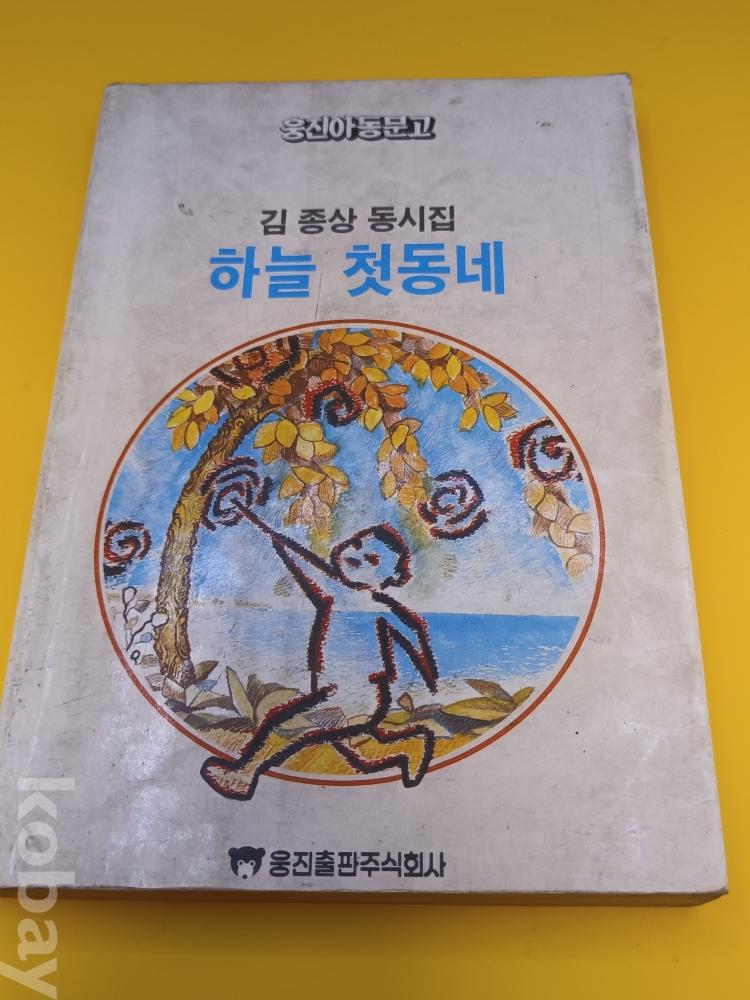 웅진아동문고
김 종상 동시집
하늘 첫동네
웅진출판주식회사
kobay